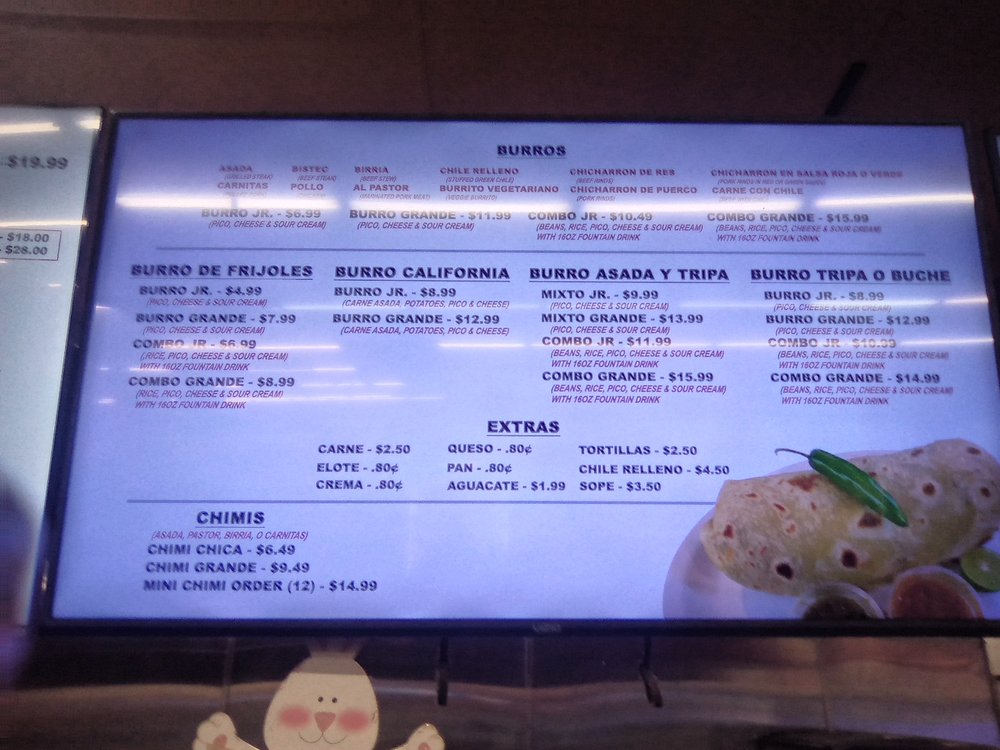 $19.99
- $18.00
- $28.00
BURROS
ASADA
(GRILLED STEAK)
CARNITAS
BISTEC
(BEEF STEAK)
POLLO
BIRRIA
(BEEF STEW)
AL PASTOR
(MARINATED PORK MEAT)
CHILE RELLENO
(STUFFED GREEN CHILE)
BURRITO VEGETARIANO
(VEGGIE BURRITO)
CHICHARRON DE RES
(BEEF RINDS)
CHICHARRON DE PUERCO
(PORK RINDS)
CHICHARRON EN SALSA ROJA O VERDE
(PORK RINDS IN RED OR GREEN SAUCE)
CARNE CON CHILE
BURRO JR. - $6.99
(PICO, CHEESE & SOUR CREAM)
BURRO GRANDE - $11.99
(PICO, CHEESE & SOUR CREAM)
COMBO JR - $10.49
(BEANS, RICE, PICO, CHEESE & SOUR CREAM)
WITH 16OZ FOUNTAIN DRINK
COMBO GRANDE - $15.99
(BEANS, RICE, PICO, CHEESE & SOUR CREAM)
WITH 16OZ FOUNTAIN DRINK
BURRO DE FRIJOLES
BURRO JR. - $4.99
(PICO, CHEESE & SOUR CREAM)
BURRO GRANDE - $7.99
(PICO, CHEESE & SOUR CREAM)
COMBO JR - $6.99
(,RICE, PICO, CHEESE & SOUR CREAM)
WITH 16OZ FOUNTAIN DRINK
COMBO GRANDE - $8.99
(RICE, PICO, CHEESE & SOUR CREAM)
WITH 16OZ FOUNTAIN DRINK
BURRO CALIFORNIA
BURRO JR. - $8.99
(CARNE ASADA, POTATOES, PICO & CHEESE)
BURRO GRANDE - $12.99
(CARNE ASADA, POTATOES, PICO & CHEESE)
BURRO ASADA Y TRIPA
MIXTO JR. - $9.99
(PICO, CHEESE & SOUR CREAM)
MIXTO GRANDE - $13.99
(PICO, CHEESE & SOUR CREAM)
COMBO JR - $11.99
(BEANS, RICE, PICO, CHEESE & SOUR CREAM)
WITH 16OZ FOUNTAIN DRINK
COMBO GRANDE - $15.99
(BEANS, RICE, PICO, CHEESE & SOUR CREAM)
WITH 16OZ FOUNTAIN DRINK
BURRO TRIPA O BUCHE
BURRO JR. - $8.99
(PICO, CHEESE & SOUR CREAM)
BURRO GRANDE - $12.99
(PICO, CHEESE & SOUR CREAM)
COMBO JR -
(BEANS, RICE, PICO, CHEESE & SOUR CREAM)
WITH 16OZ FOUNTAIN DRINK
COMBO GRANDE - $14.99
(BEANS, RICE, PICO, CHEESE & SOUR CREAM)
WITH 16OZ FOUNTAIN DRINK
EXTRAS
CARNE - $2.50
ELOTE - .80¢
CREMA - .80¢
QUESO - .80¢
PAN - .80¢
AGUACATE - $1.99
TORTILLAS - $2.50
CHILE RELLENO - $4.50
SOPE - $3.50
CHIMIS
(ASADA, PASTOR, BIRRIA, O CARNITAS)
CHIMI CHICA - $6.49
CHIMI GRANDE - $9.49
MINI CHIMI ORDER (12) - $14.99